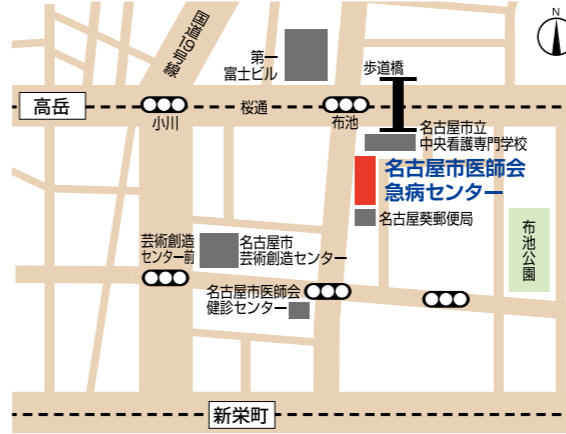 N
国道19号線
第一
富士ビル
歩道橋
高岳
小川
桜通
布池
名古屋市立
中央看護専門学校
名古屋市医師会
急病センター
名古屋葵郵便局
布池公園
芸術創造
センター前
名古屋市
芸術創造センター
名古屋市医師会
健診センター
新栄町